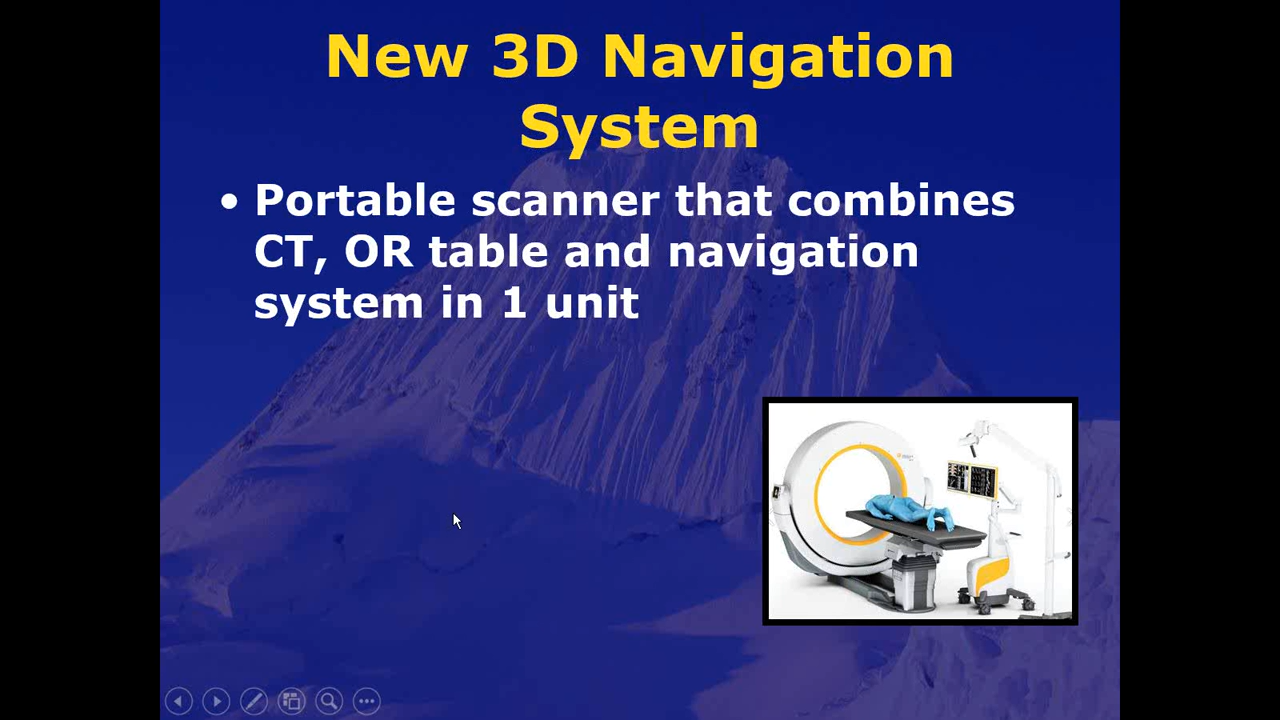 New 3D Navigation
System
• Portable scanner that combines
CT, OR table and navigation
system in 1 unit